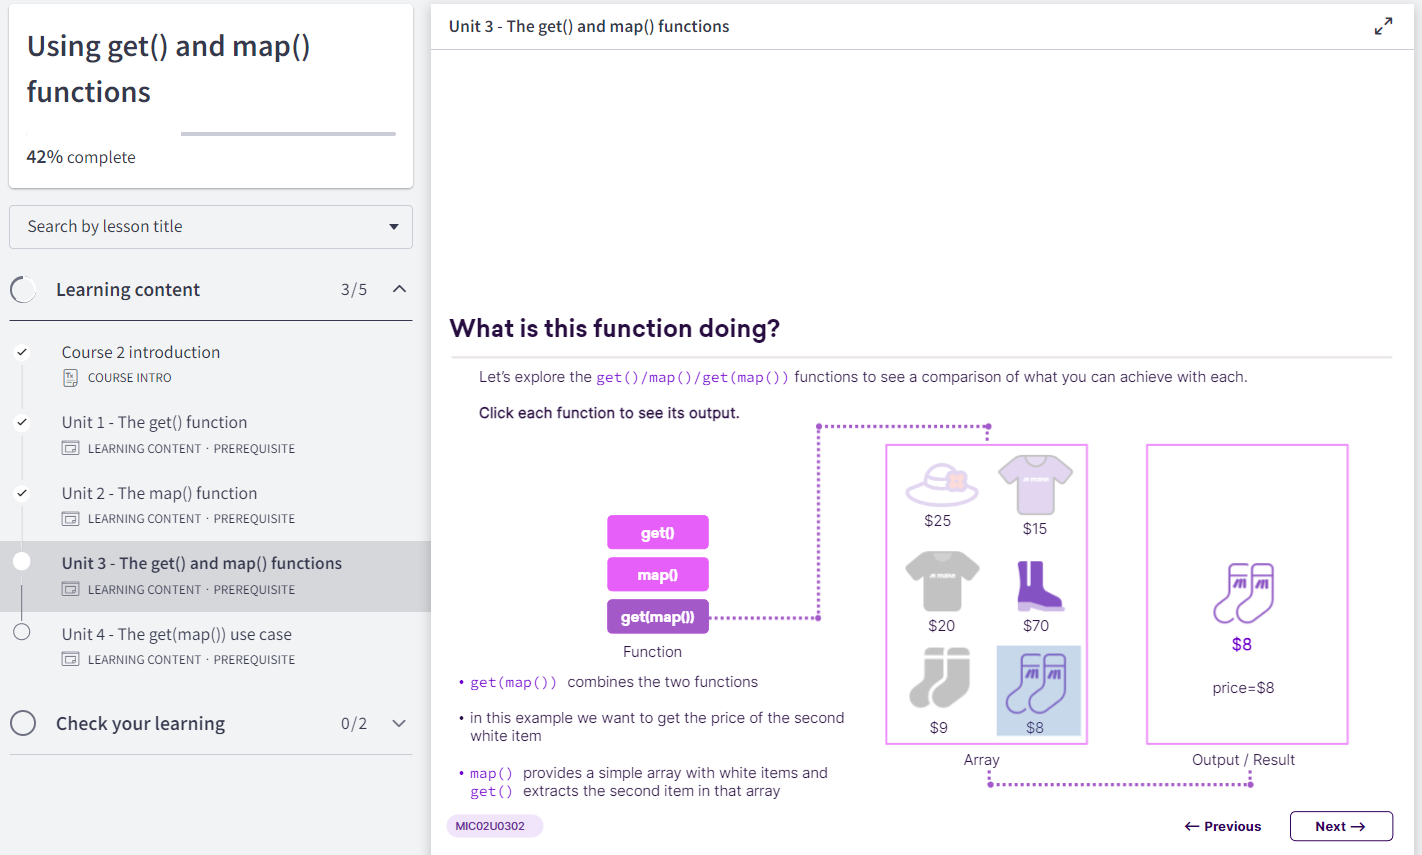 Using get() and map()
functions
42% complete
Search by lesson title
Learning content 3/5
Course 2 introduction
COURSE INTRO
Unit 1 - The get() function
LEARNING CONTENT · PREREQUISITE
Unit 2 - The map() function
LEARNING CONTENT · PREREQUISITE
Unit 3 - The get() and map() functions
LEARNING CONTENT · PREREQUISITE
Unit 4 - The get(map()) use case
LEARNING CONTENT · PREREQUISITE
Check your learning 0/2
Unit 3 - The get() and map() functions
What is this function doing?
Let's explore the get()/map()/get(map()) functions to see a comparison of what you can achieve with each.
Click each function to see its output.
get()
map()
get(map())
Function
• get(map()) combines the two functions
• in this example we want to get the price of the second
white item
• map() provides a simple array with white items and
get() extracts the second item in that array
$25
$15
$20
$70
$9
$8
Array
$8
price=$8
Output / Result
MIC02U0302
← Previous
Next →